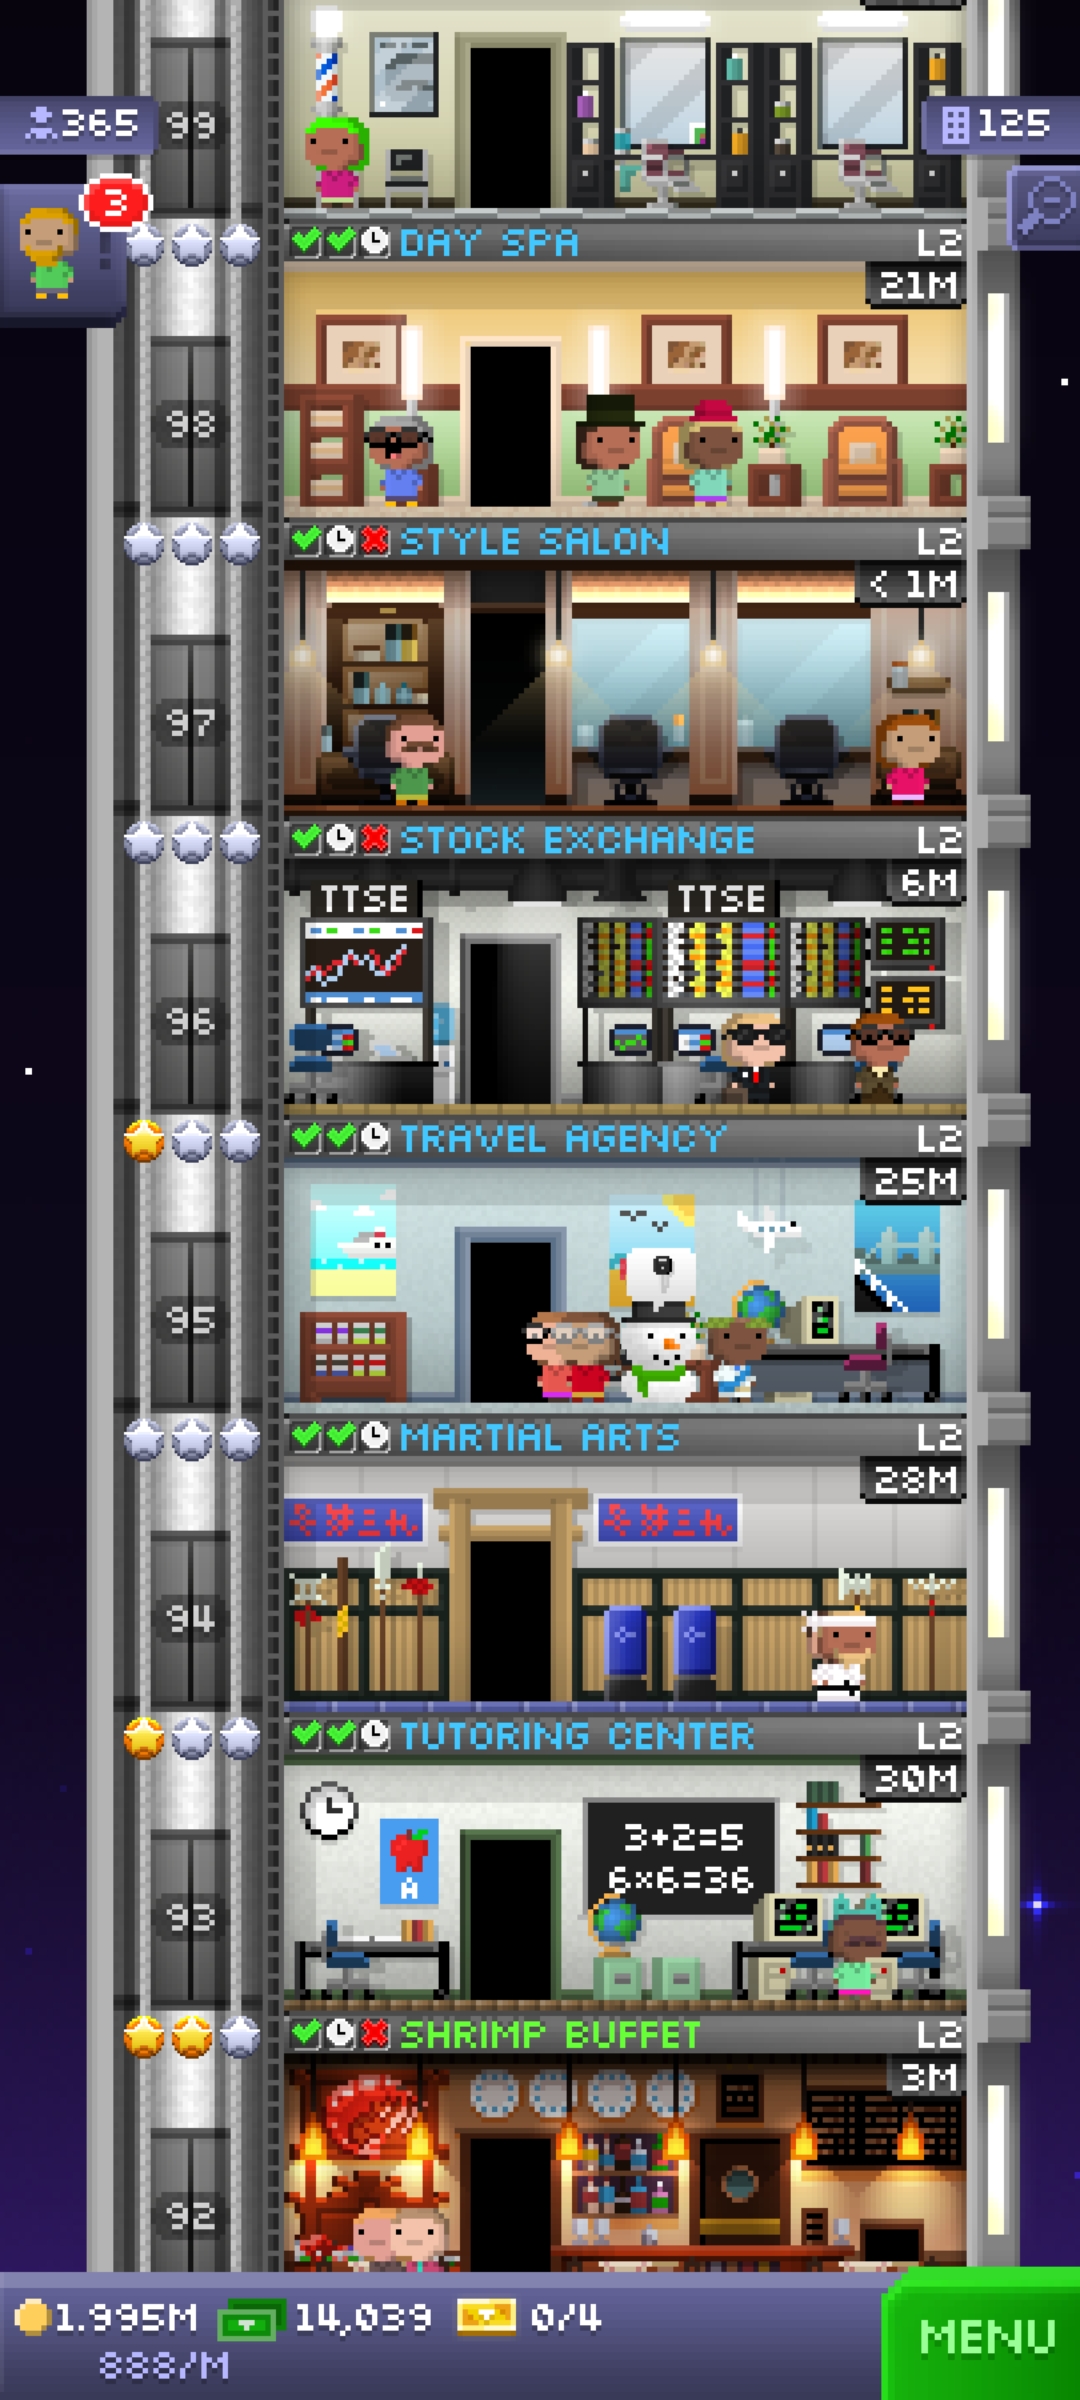 99
365
125
3
DAY SPA L2
21M
98
STYLE SALON L2
< 1M
97
STOCK EXCHANGE L2
6M
TTSE TTSE
96
TRAVEL AGENCY L2
25M
95
MARTIAL ARTS L2
28M
94
TUTORING CENTER L2
30M
3+2=5
6×6=36
A
93
SHRIMP BUFFET L2
3M
92
1.995M 14,039 0/4
888/M
MENU